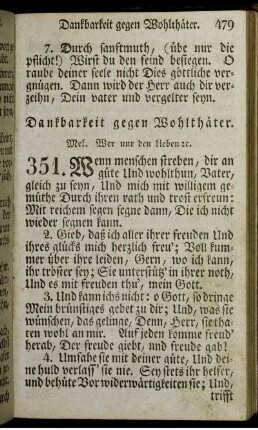 Dankbarkeit gegen Wohlthäter. 479
7. Durch sanftmuth, (übe nur die
pflicht!) Wirst du den feind besiegen. O
raube deiner seele nicht Dies göttliche ver-
gnügen. Dann wird der Herr auch dir ver-
zeihn, Dein vater und vergelter seyn.
Dankbarkeit gegen Wohlthäter.
Mel. Wer nur den lieben ꝛc.
351. Wenn menschen streben, dir an
güte Und wohlthun, Vater,
gleich zu seyn, Und mich mit willigem ge-
müthe Durch ihren rath und trost erfreun:
Mit reichem segen segne dann, Die ich nicht
wieder segnen kann.
2. Gieb, daß ich aller ihrer freuden Und
ihres glücks mich herzlich freu'; Voll kum-
mer über ihre leiden, Gern, wo ich kann,
ihr tröster sey; Sie unterstütz' in ihrer noth,
Und es mit freuden thu', mein Gott.
3. Und kann ichs nicht: o Gott, so dringe
Mein brünstiges gebet zu dir; Und, was sie
wünschen, das gelinge, Denn, Herr, sie tha-
ten wohl an mir. Auf jeden komme freud'
herab, Der freude giebt, und freude gab!
4. Umfahe sie mit deiner güte, Und dei-
ne huld verlass' sie nie. Sey stets ihr helfer,
und behüte Vor widerwärtigkeiten sie; Und,
trifft